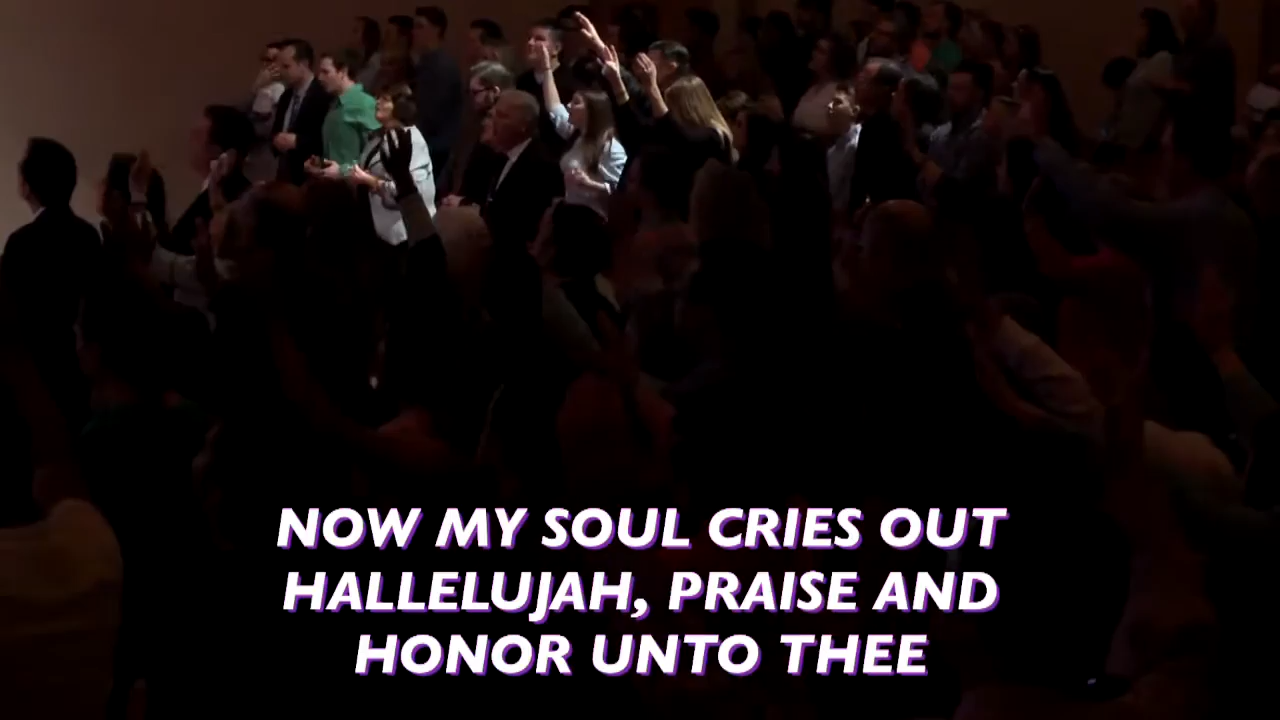 NOW MY SOUL CRIES OUT
HALLELUJAH, PRAISE AND
HONOR UNTO THEE